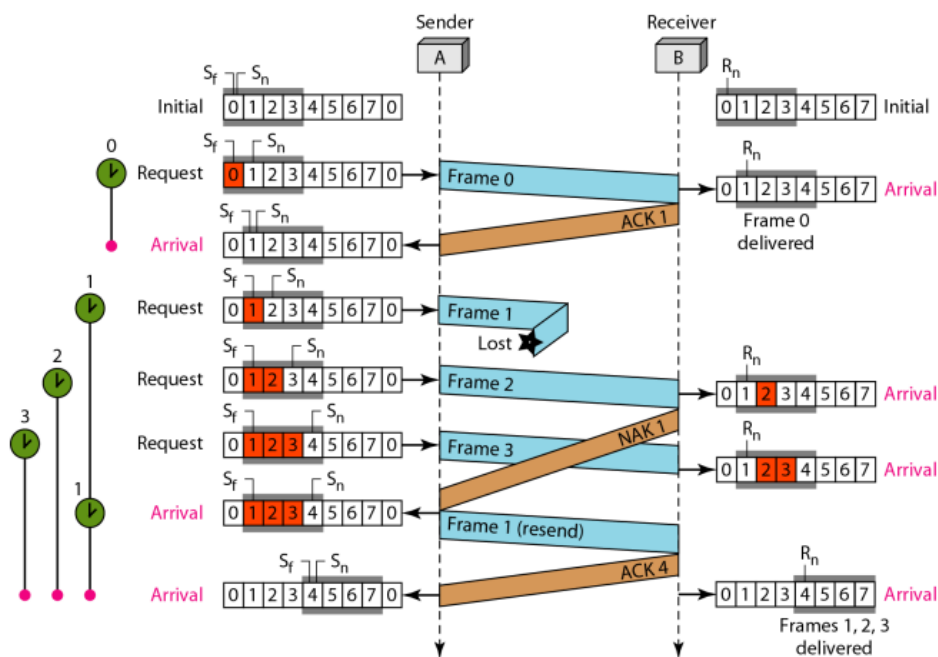 Sender Receiver
A B
Sf Sn Rn
Initial 0 1 2 3 4 5 6 7 0 0 1 2 3 4 5 6 7 Initial
0 Sf Sn Rn
Request 0 1 2 3 4 5 6 7 0 Frame 0 0 1 2 3 4 5 6 7 Arrival
Sf Sn ACK 1 Frame 0
Arrival 0 1 2 3 4 5 6 7 0 delivered
1 Sf Sn
Request 0 1 2 3 4 5 6 7 0 Frame 1
Lost
2 Sf Sn Rn
Request 0 1 2 3 4 5 6 7 0 Frame 2 0 1 2 3 4 5 6 7 Arrival
3 Sf Sn NAK 1 Rn
Request 0 1 2 3 4 5 6 7 0 Frame 3 0 1 2 3 4 5 6 7 Arrival
1 Sf Sn
Arrival 0 1 2 3 4 5 6 7 0
Frame 1 (resend)
Sf Sn ACK 4 Rn
Arrival 0 1 2 3 4 5 6 7 0 0 1 2 3 4 5 6 7 Arrival
Frames 1, 2, 3
delivered